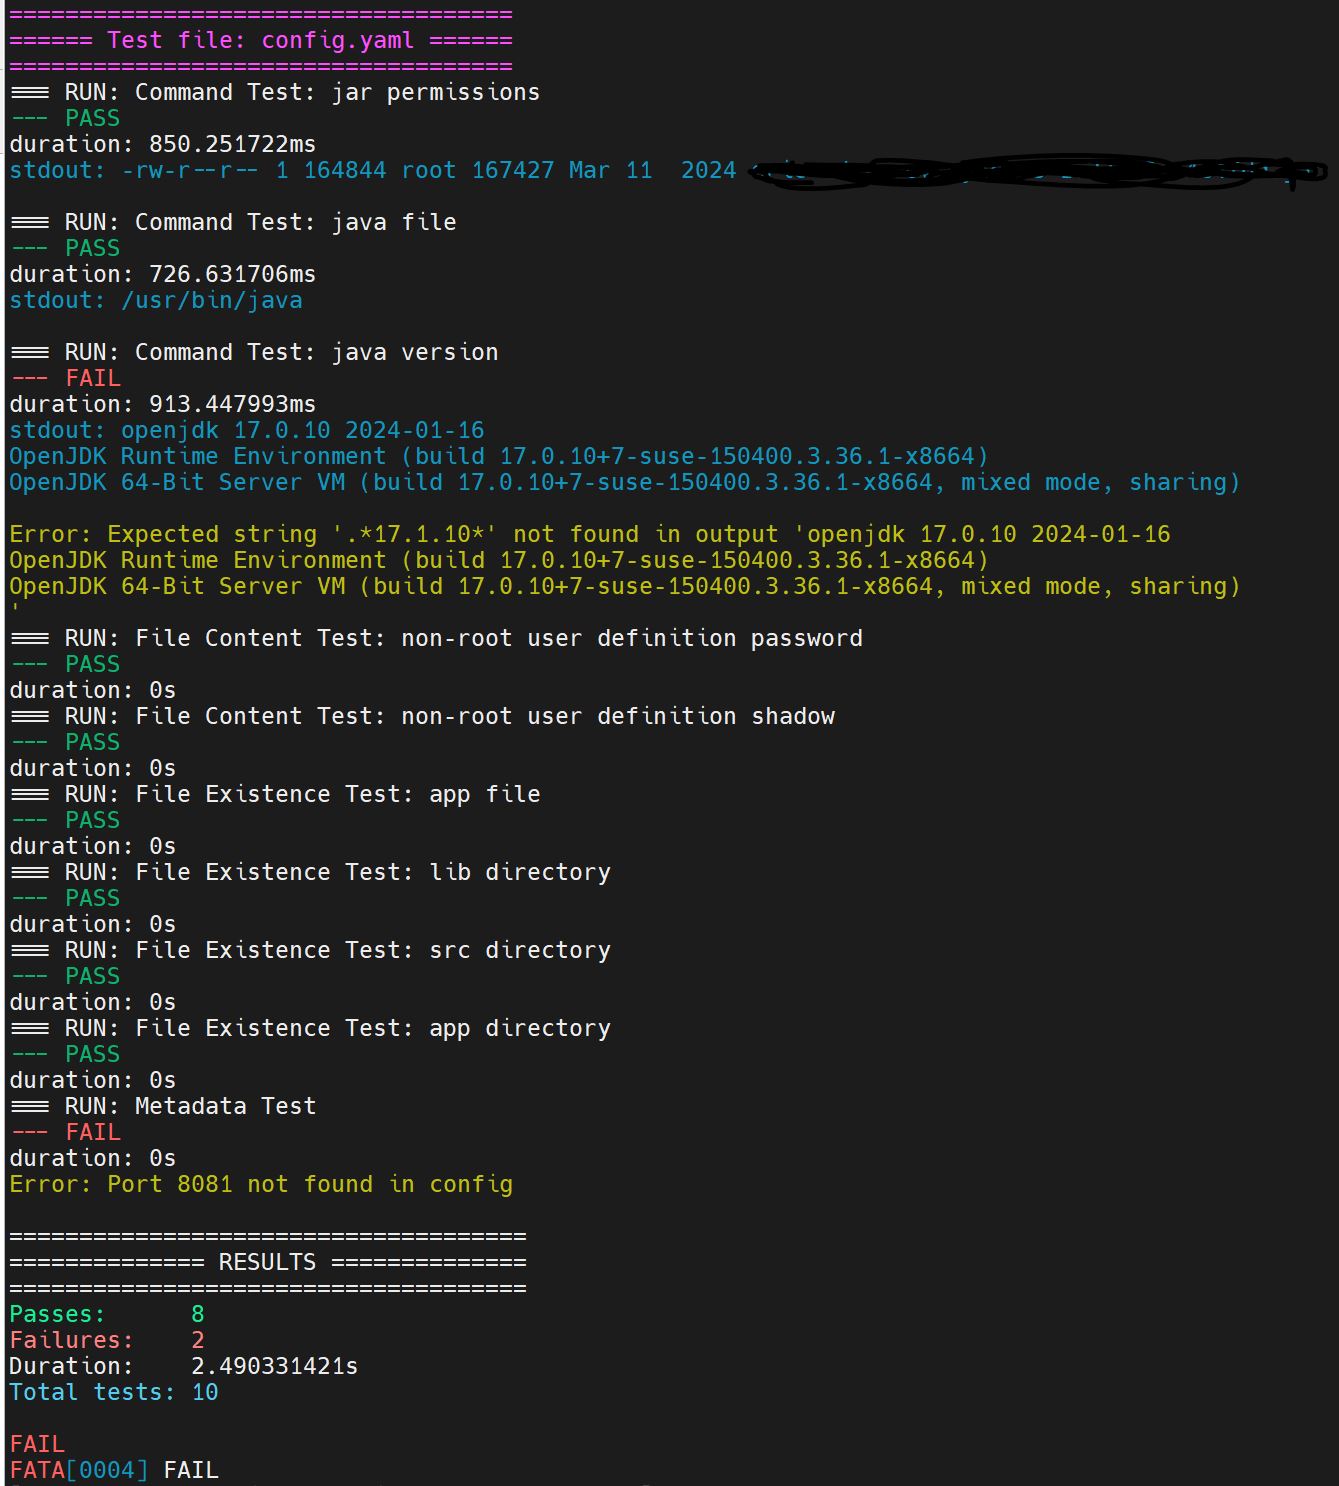 ====================================
====== Test file: config.yaml ======
====================================
=== RUN: Command Test: jar permissions
--- PASS
duration: 850.251722ms
stdout: -rw-r--r-- 1 164844 root 167427 Mar 11  2024
=== RUN: Command Test: java file
--- PASS
duration: 726.631706ms
stdout: /usr/bin/java
=== RUN: Command Test: java version
--- FAIL
duration: 913.447993ms
stdout: openjdk 17.0.10 2024-01-16
OpenJDK Runtime Environment (build 17.0.10+7-suse-150400.3.36.1-x8664)
OpenJDK 64-Bit Server VM (build 17.0.10+7-suse-150400.3.36.1-x8664, mixed mode, sharing)
Error: Expected string '.*17.1.10*' not found in output 'openjdk 17.0.10 2024-01-16
OpenJDK Runtime Environment (build 17.0.10+7-suse-150400.3.36.1-x8664)
OpenJDK 64-Bit Server VM (build 17.0.10+7-suse-150400.3.36.1-x8664, mixed mode, sharing)
'
=== RUN: File Content Test: non-root user definition password
--- PASS
duration: 0s
=== RUN: File Content Test: non-root user definition shadow
--- PASS
duration: 0s
=== RUN: File Existence Test: app file
--- PASS
duration: 0s
=== RUN: File Existence Test: lib directory
--- PASS
duration: 0s
=== RUN: File Existence Test: src directory
--- PASS
duration: 0s
=== RUN: File Existence Test: app directory
--- PASS
duration: 0s
=== RUN: Metadata Test
--- FAIL
duration: 0s
Error: Port 8081 not found in config
=====================================
============== RESULTS ==============
=====================================
Passes:      8
Failures:    2
Duration:    2.490331421s
Total tests: 10
FAIL
FATA[0004] FAIL